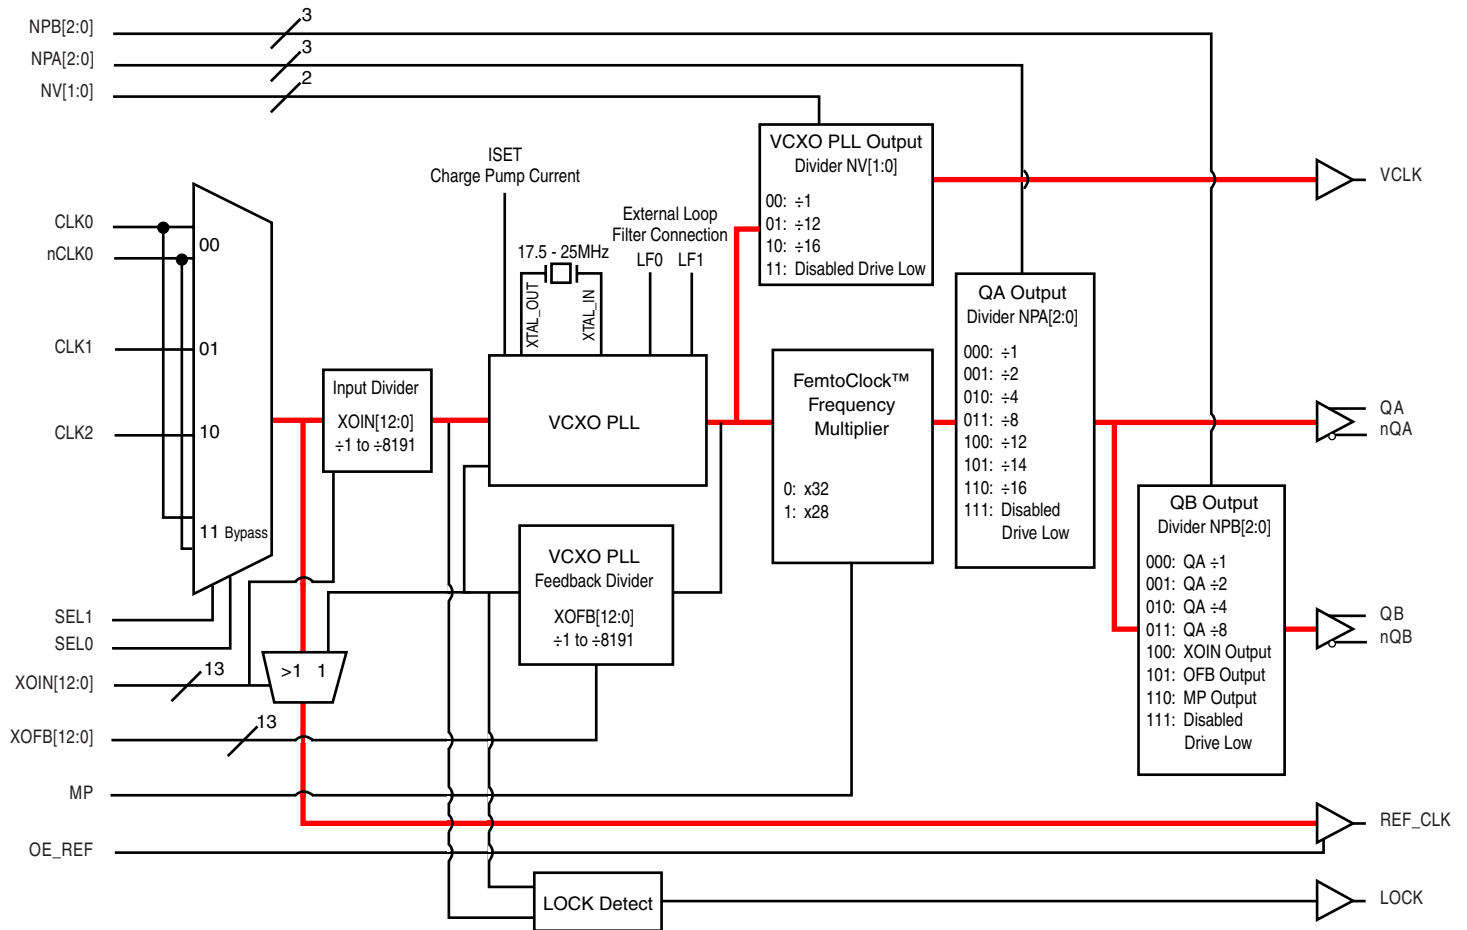 NPB[2:0]
3
NPA[2:0]
3
NV[1:0]
2
VCXO PLL Output
Divider NV[1:0]
00: ÷1
01: ÷12
10: ÷16
11: Disabled Drive Low
VCLK
ISET
Charge Pump Current
External Loop
Filter Connection
LF0 LF1
17.5 - 25MHz
XTAL_OUT
XTAL_IN
CLK0
nCLK0
00
CLK1
01
CLK2
10
11 Bypass
Input Divider
XOIN[12:0]
÷1 to ÷8191
VCXO PLL
FemtoClock™
Frequency
Multiplier
0: x32
1: x28
QA Output
Divider NPA[2:0]
000: ÷1
001: ÷2
010: ÷4
011: ÷8
100: ÷12
101: ÷14
110: ÷16
111: Disabled
Drive Low
QA
nQA
QB Output
Divider NPB[2:0]
000: QA ÷1
001: QA ÷2
010: QA ÷4
011: QA ÷8
100: XOIN Output
101: OFB Output
110: MP Output
111: Disabled
Drive Low
QB
nQB
VCXO PLL
Feedback Divider
XOFB[12:0]
÷1 to ÷8191
SEL1
SEL0
>1 1
XOIN[12:0]
13
XOFB[12:0]
13
MP
REF_CLK
OE_REF
LOCK Detect
LOCK